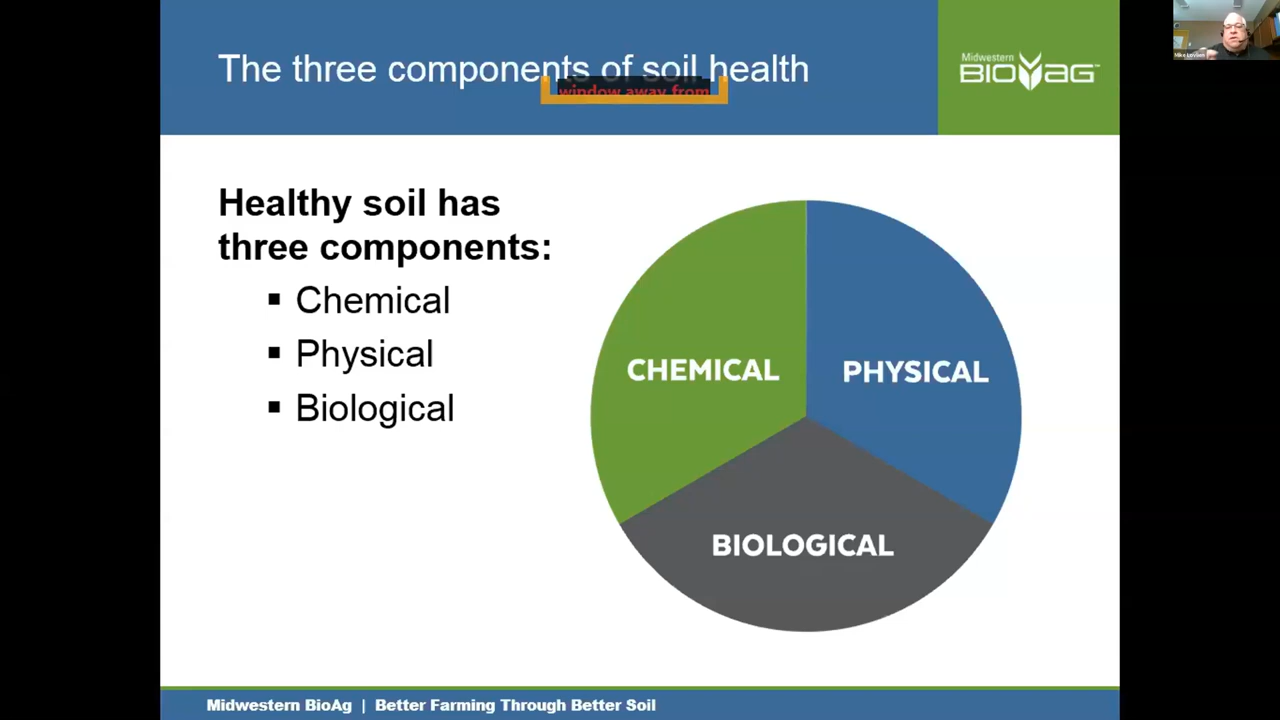 The three components of soil health
window away from
Midwestern
BIOAG™
Healthy soil has
three components:
▪ Chemical
▪ Physical
▪ Biological
CHEMICAL
PHYSICAL
BIOLOGICAL
Midwestern BioAg | Better Farming Through Better Soil